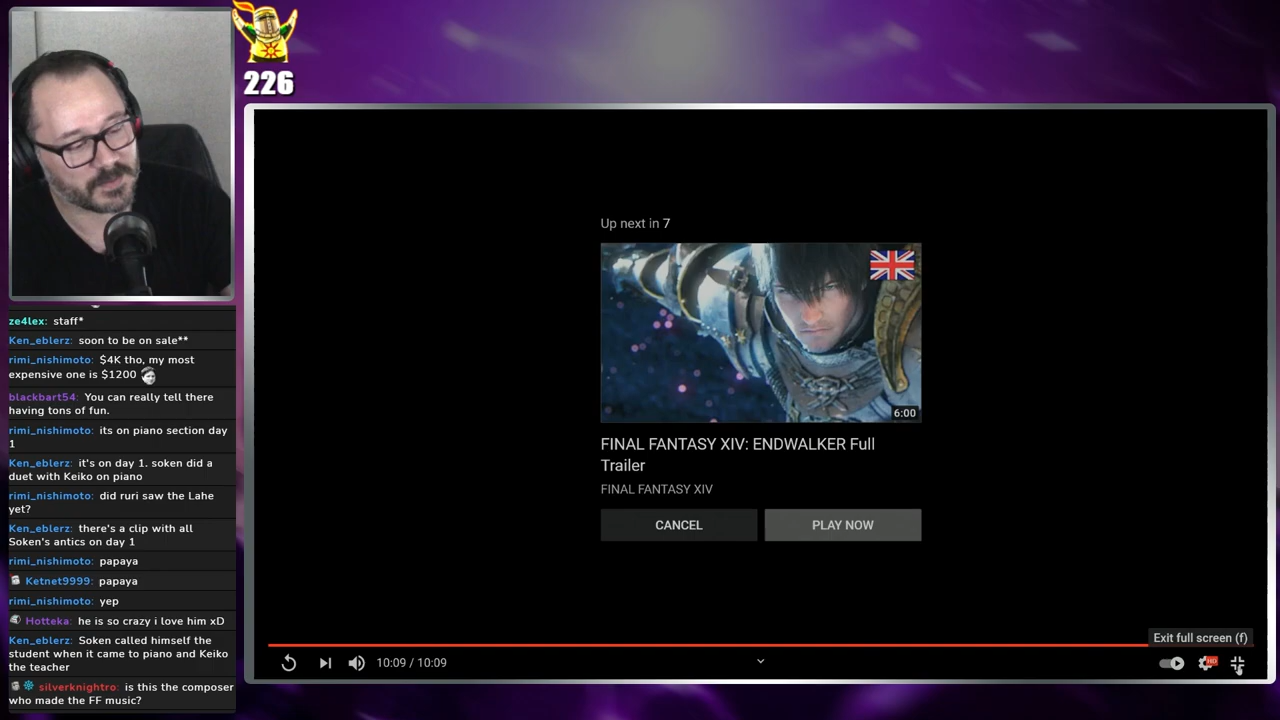 226
ze4lex: staff*
Ken_eblerz: soon to be on sale**
rimi_nishimoto: $4K tho, my most
expensive one is $1200
blackbart54: You can really tell there
having tons of fun.
rimi_nishimoto: its on piano section day
1
Ken_eblerz: it's on day 1. soken did a
duet with Keiko on piano
rimi_nishimoto: did ruri saw the Lahe
yet?
Ken_eblerz: there's a clip with all
Soken's antics on day 1
rimi_nishimoto: papaya
Ketnet9999: papaya
rimi_nishimoto: yep
Hotteka: he is so crazy i love him xD
Ken_eblerz: Soken called himself the
student when it came to piano and Keiko
the teacher
silverknightro: is this the composer
who made the FF music?
Up next in 7
6:00
FINAL FANTASY XIV: ENDWALKER Full
Trailer
FINAL FANTASY XIV
CANCEL
PLAY NOW
Exit full screen (f)
10:09 / 10:09
HD